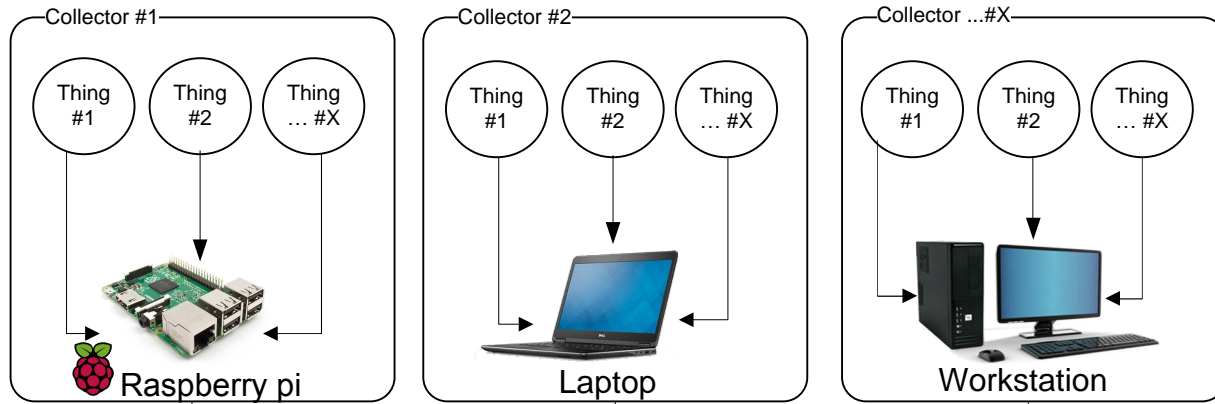 Collector #1
Thing
#1
Thing
#2
Thing
… #X
Raspberry pi
Collector #2
Thing
#1
Thing
#2
Thing
… #X
Laptop
Collector ...#X
Thing
#1
Thing
#2
Thing
… #X
Workstation